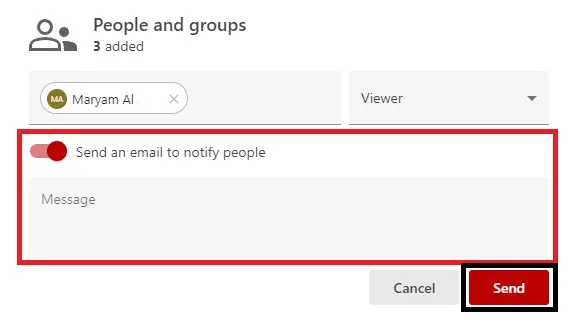 People and groups
3 added
MA Maryam Al
Viewer
Send an email to notify people
Message
Cancel
Send